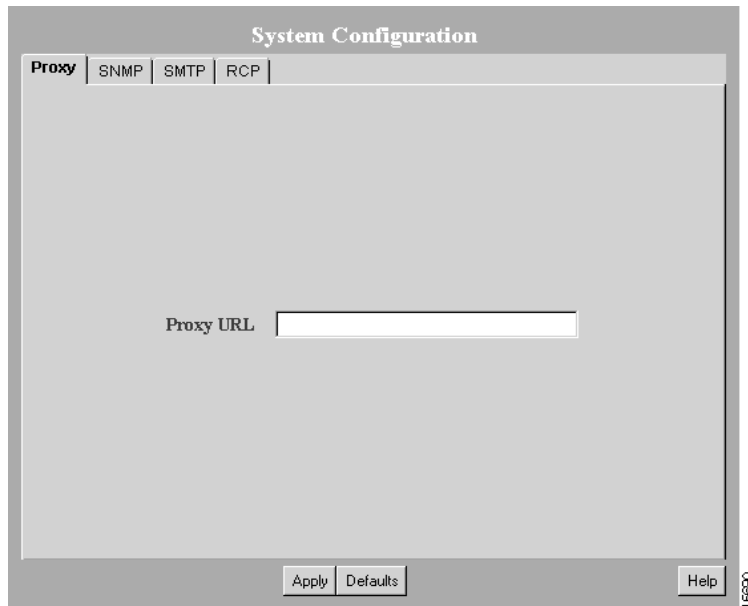 System Configuration
Proxy SNMP SMTP RCP
Proxy URL
Apply Defaults Help